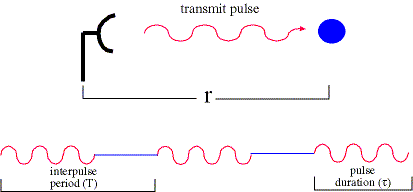 transmit pulse
r
interpulse
period (T)
pulse
duration (τ)